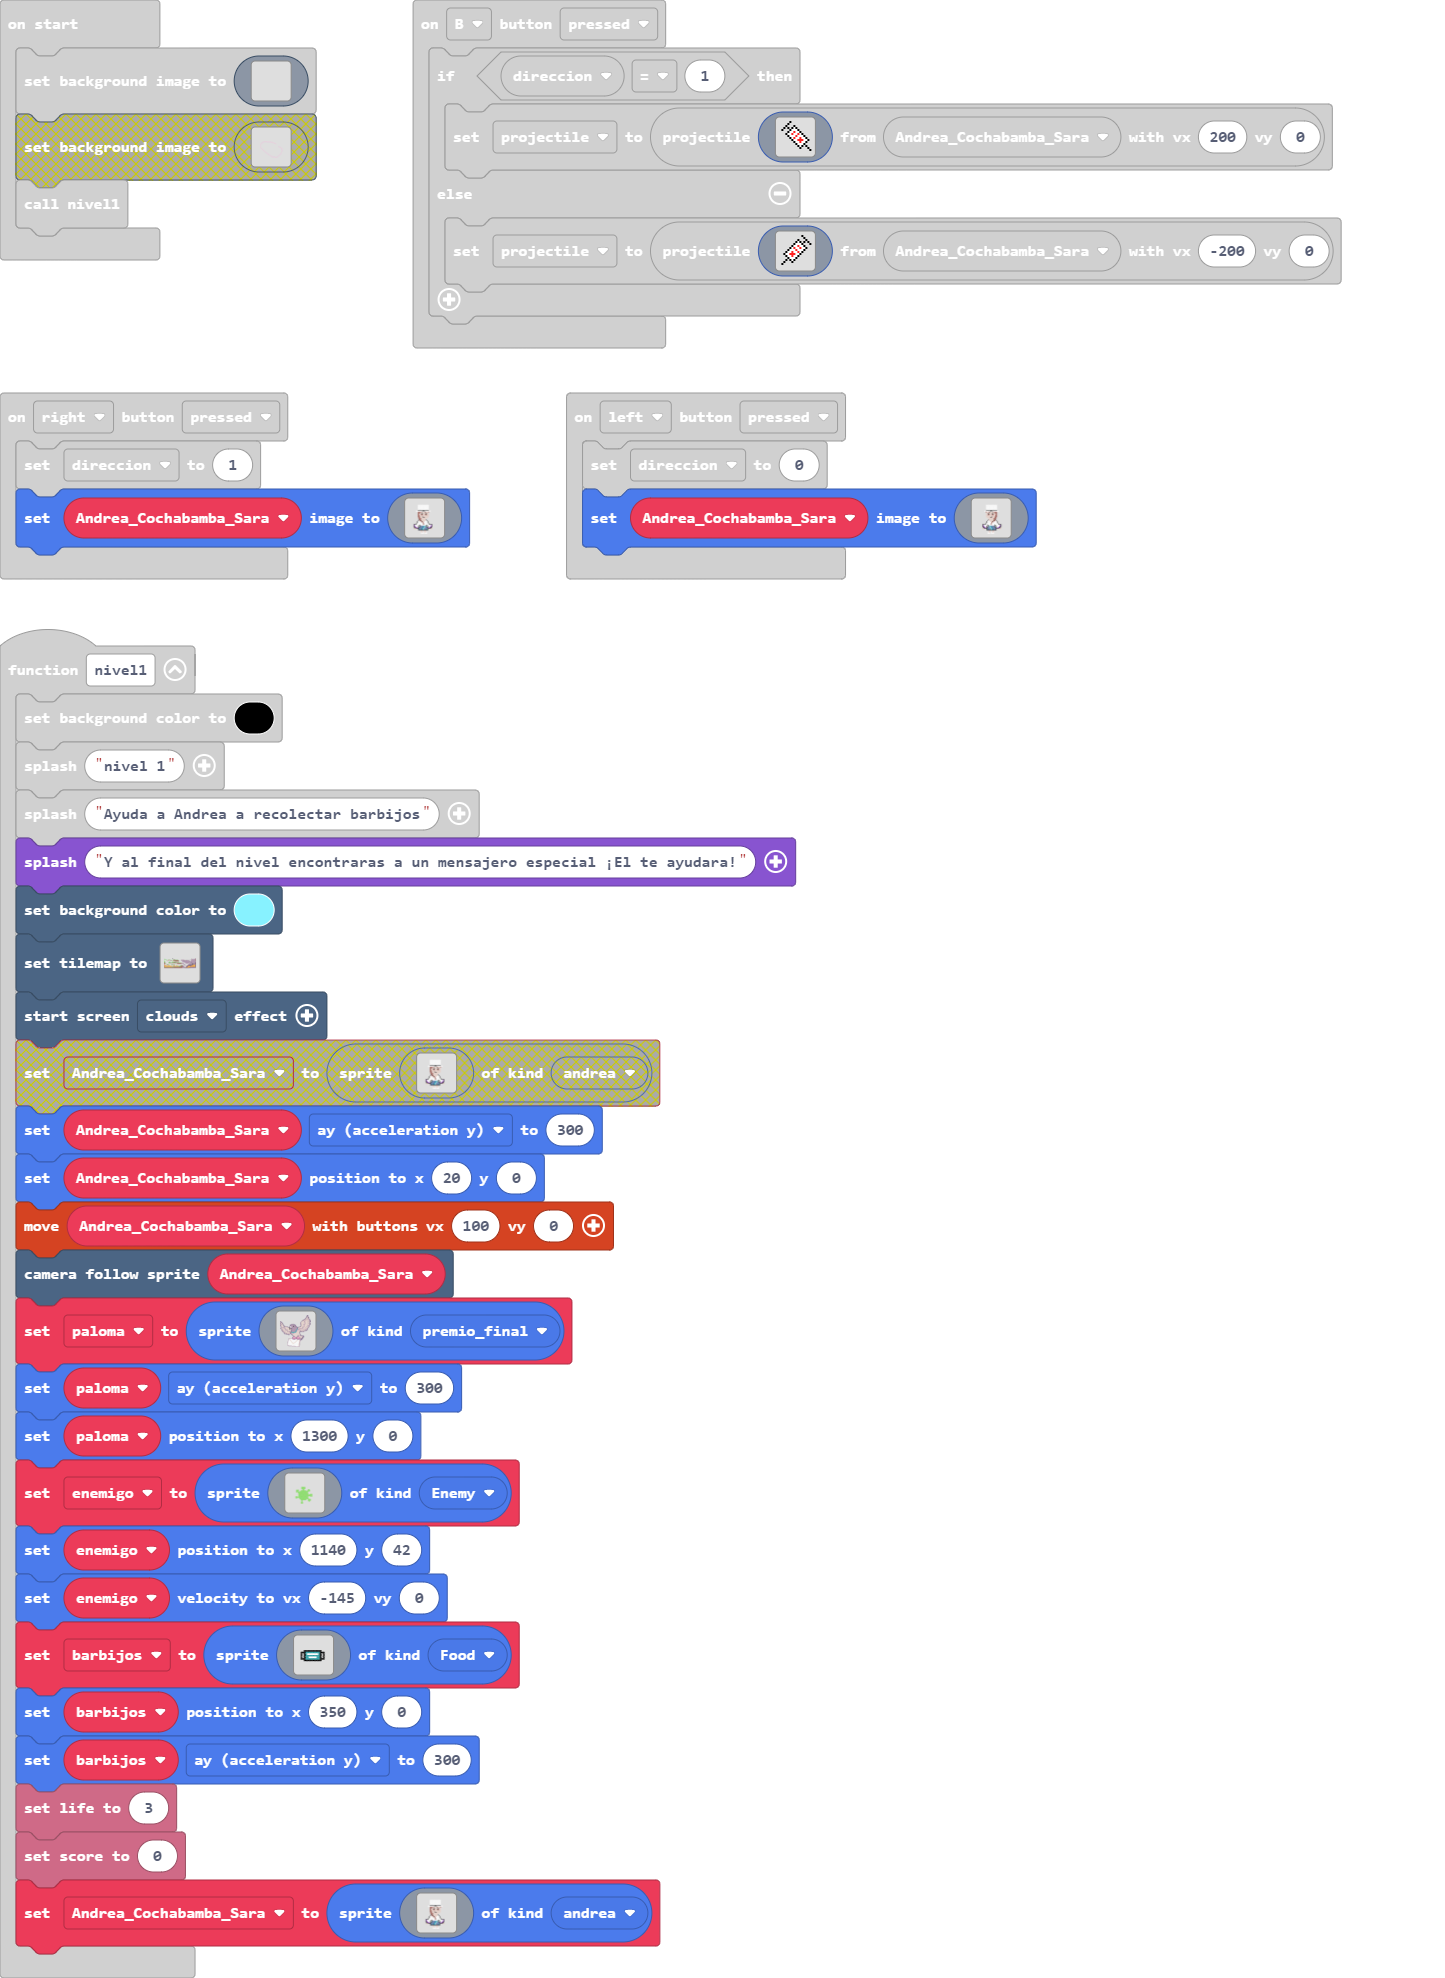 on start
set background image to
set background image to
call nivel1
on B button pressed
if direccion = 1 then
set projectile to projectile from Andrea_Cochabamba_Sara with vx 200 vy 0
else
set projectile to projectile from Andrea_Cochabamba_Sara with vx -200 vy 0
on right button pressed
set direccion to 1
set Andrea_Cochabamba_Sara image to
on left button pressed
set direccion to 0
set Andrea_Cochabamba_Sara image to
function nivel1
set background color to
splash "nivel 1"
splash "Ayuda a Andrea a recolectar barbijos"
splash "Y al final del nivel encontraras a un mensajero especial ¡El te ayudara!"
set background color to
set tilemap to
start screen clouds effect
set Andrea_Cochabamba_Sara to sprite of kind andrea
set Andrea_Cochabamba_Sara ay (acceleration y) to 300
set Andrea_Cochabamba_Sara position to x 20 y 0
move Andrea_Cochabamba_Sara with buttons vx 100 vy 0
camera follow sprite Andrea_Cochabamba_Sara
set paloma to sprite of kind premio_final
set paloma ay (acceleration y) to 300
set paloma position to x 1300 y 0
set enemigo to sprite of kind Enemy
set enemigo position to x 1140 y 42
set enemigo velocity to vx -145 vy 0
set barbijos to sprite of kind Food
set barbijos position to x 350 y 0
set barbijos ay (acceleration y) to 300
set life to 3
set score to 0
set Andrea_Cochabamba_Sara to sprite of kind andrea